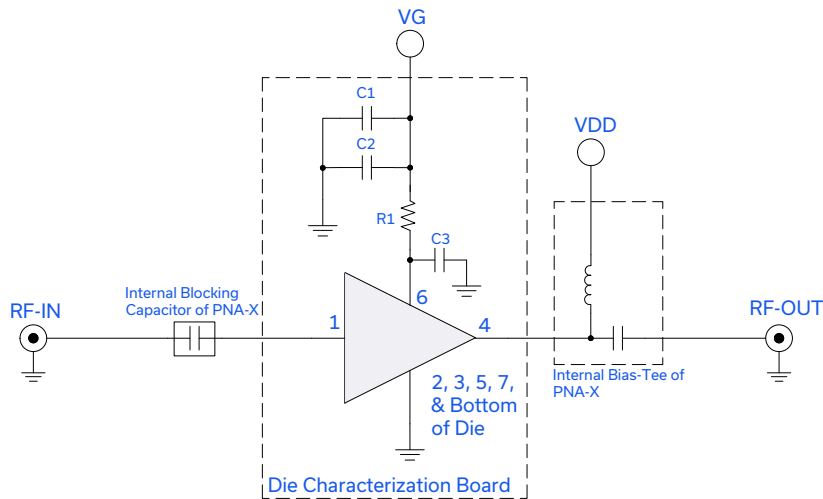 VG
C1
C2
VDD
R1
C3
Internal Blocking
Capacitor of PNA-X
RF-IN
1
6
4
RF-OUT
2, 3, 5, 7,
& Bottom
of Die
Internal Bias-Tee of
PNA-X
Die Characterization Board